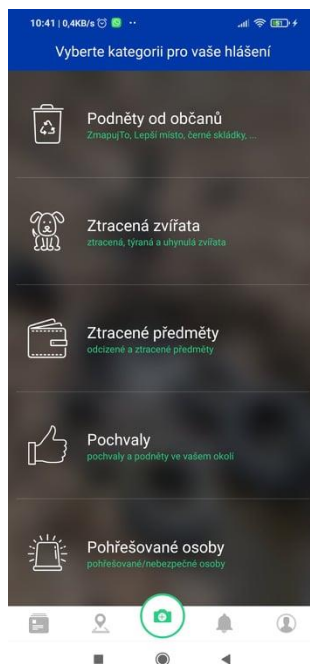 10:41 | 0,4KB/s
Vyberte kategorii pro vaše hlášení
Podněty od občanů
ZmapujTo, Lepší místo, černé skládky, ...
Ztracená zvířata
ztracená, týraná a uhynulá zvířata
Ztracené předměty
odcizené a ztracené předměty
Pochvaly
pochvaly a podněty ve vašem okolí
Pohřešované osoby
pohřešované/nebezpečné osoby